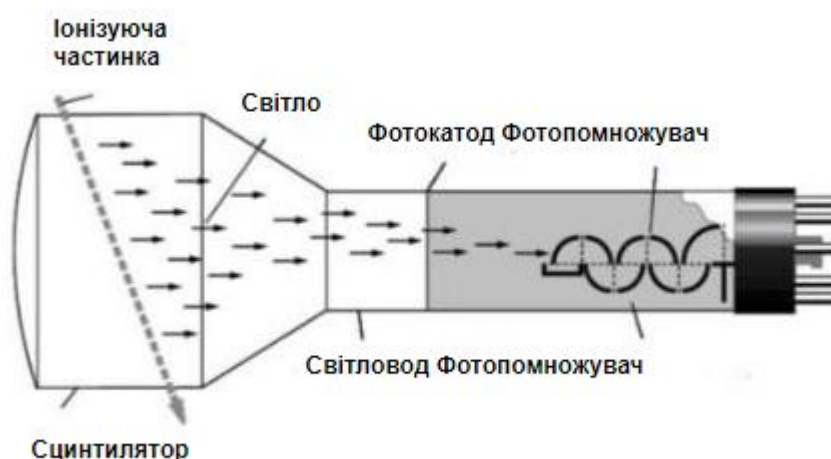 Іонізуюча
частинка
Світло
Фотокатод Фотопомножувач
Світловод Фотопомножувач
Сцинтилятор